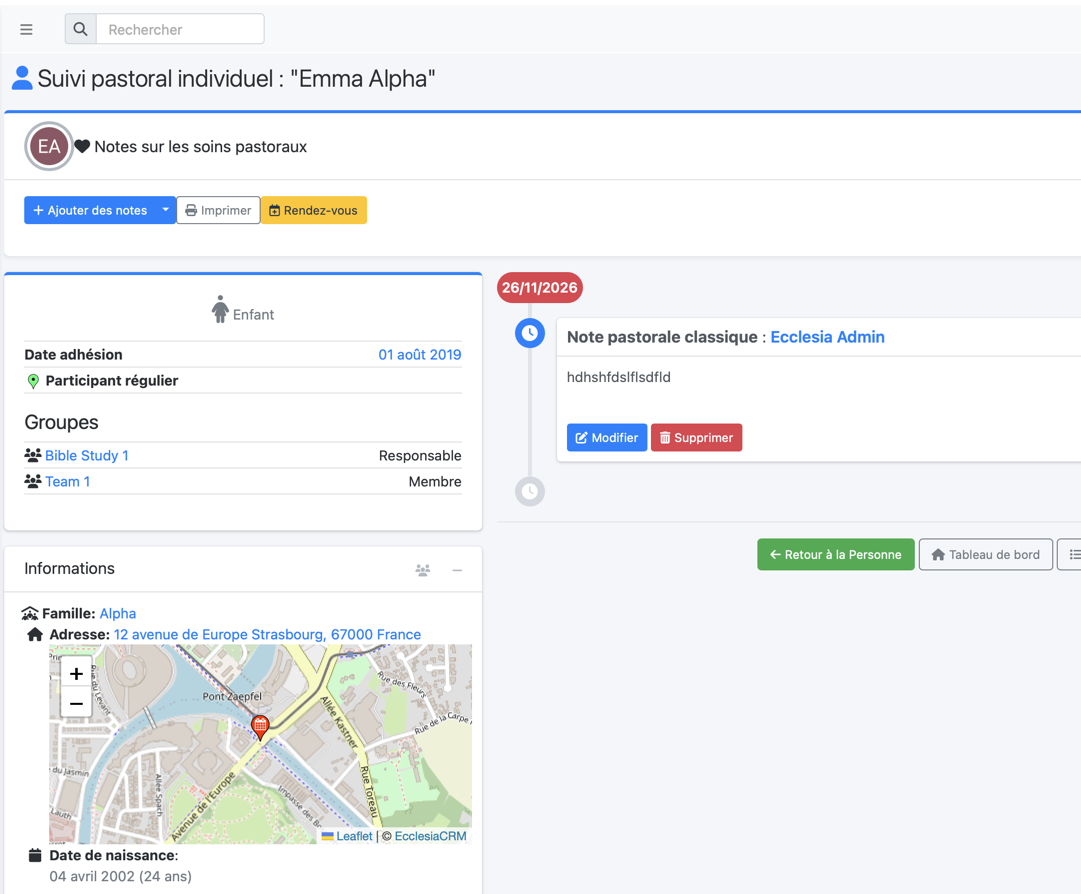 Rechercher
Suivi pastoral individuel : "Emma Alpha"
EA Notes sur les soins pastoraux
+ Ajouter des notes Imprimer Rendez-vous
Enfant
Date adhésion 01 août 2019
Participant régulier
Groupes
Bible Study 1 Responsable
Team 1 Membre
26/11/2026
Note pastorale classique : Ecclesia Admin
hdhshfdslflsdfld
Modifier Supprimer
Retour à la Personne Tableau de bord
Informations
Famille: Alpha
Adresse: 12 avenue de Europe Strasbourg, 67000 France
+
−
Pont Zaepfel
Rue des Fleurs
Rue de la Carpe
Allée Kastner
Rue Toreau
Rue du Levant
du Jasmin
Allée Spach
Lauth
Avenue de l'Europe
Impasse des
Leaflet | © EcclesiaCRM
Date de naissance:
04 avril 2002 (24 ans)